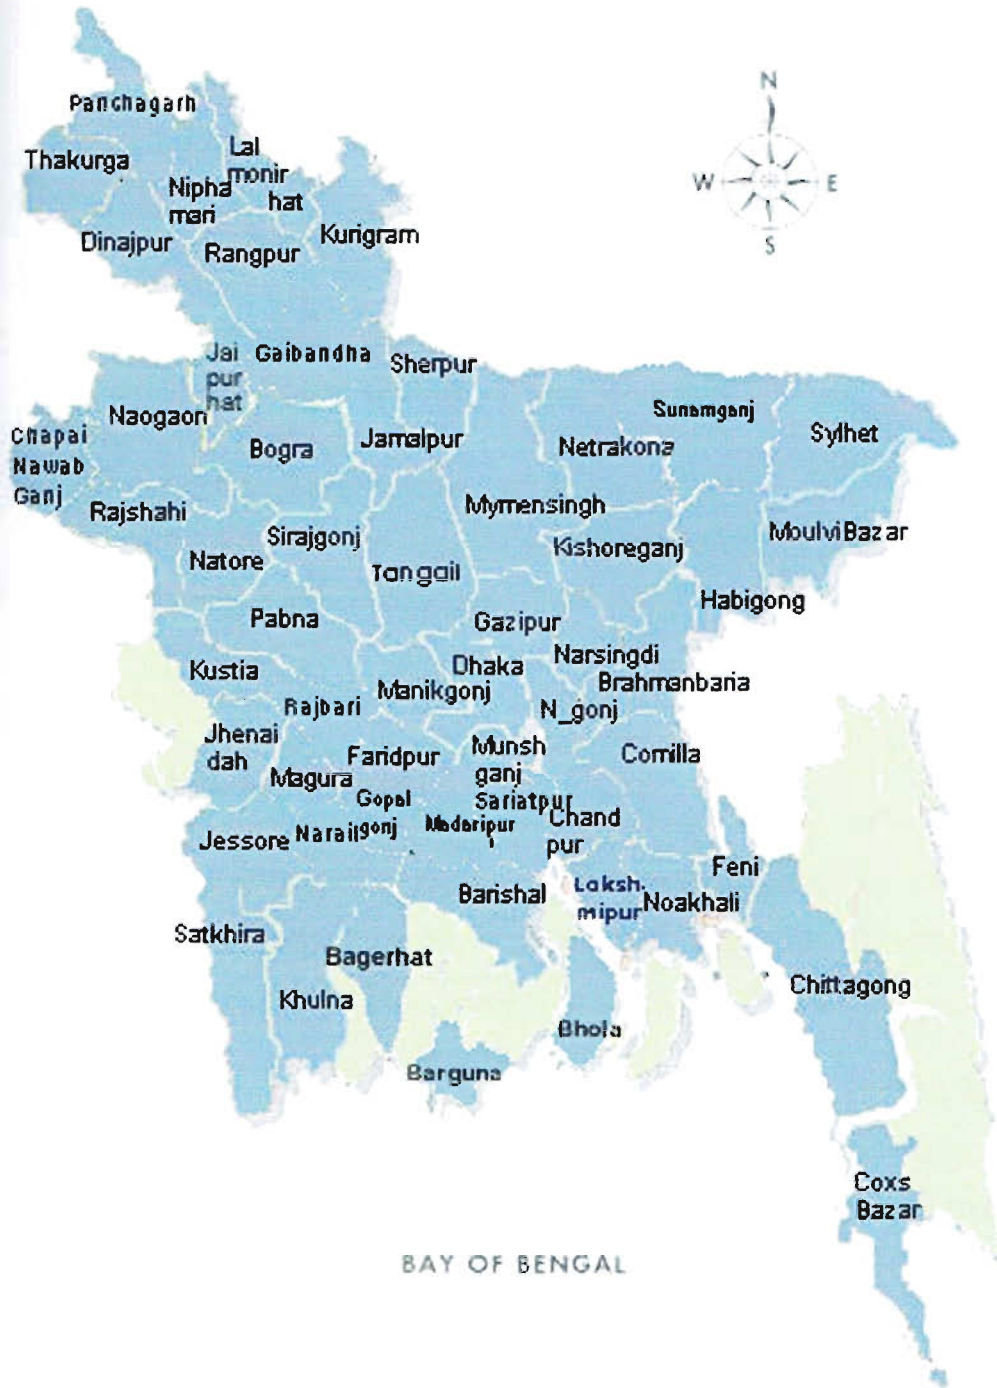 N
W
E
S
Panchagarh
Thakurga
Lal
monir
hat
Nipha
mari
Dinajpur
Rangpur
Kurigram
Jai
pur
hat
Gaibandha
Sherpur
Naogaon
Chapai
Nawab
Ganj
Bogra
Jamalpur
Netrakona
Sunamganj
Sylhet
Rajshahi
Mymensingh
Sirajgonj
Natore
Tangail
Kishoreganj
Moulvi Bazar
Habigong
Pabna
Gazipur
Kustia
Dhaka
Narsingdi
Brahmanbaria
Manikgonj
N_gonj
Rajbari
Jhenai
dah
Faridpur
Munsh
ganj
Comilla
Magura
Gopal
gonj
Sariatpur
Madaripur
Chand
pur
Jessore
Narail
Feni
Barishal
Laksh.
mipur
Noakhali
Satkhira
Bagerhat
Khulna
Chittagong
Bhola
Barguna
Coxs
Bazar
BAY OF BENGAL